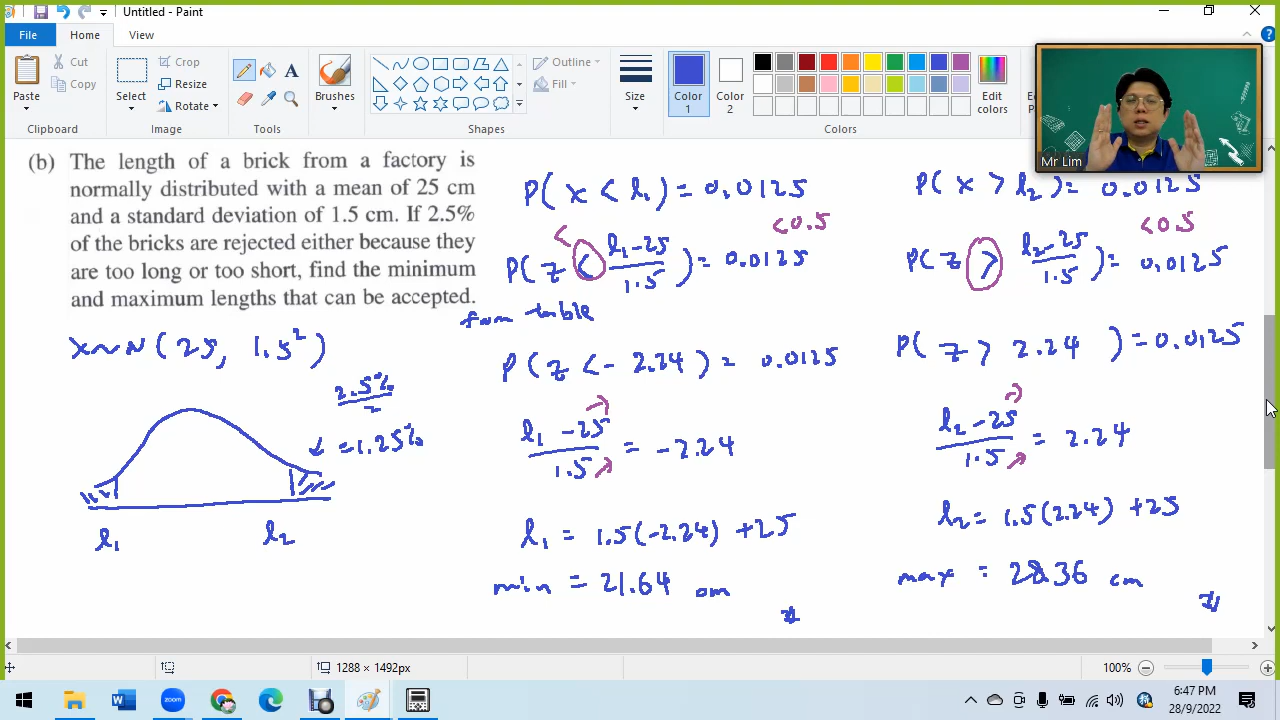 Untitled - Paint
File
Home
View
Paste
Cut
Copy
Clipboard
Select
Crop
Resize
Rotate
Image
A
Tools
Brushes
Outline
Fill
Shapes
Size
Color 1
Color 2
Edit colors
Colors
Mr Lim
(b) The length of a brick from a factory is
normally distributed with a mean of 25 cm
and a standard deviation of 1.5 cm. If 2.5%
of the bricks are rejected either because they
are too long or too short, find the minimum
and maximum lengths that can be accepted.
X~N(25, 1.5²)
2.5%/2
= 1.25%
l₁
l₂
P(x < l₁) = 0.0125
< 0.5
<
P(z < (l₁-25)/1.5) = 0.0125
from table
P(z < -2.24) = 0.0125
(l₁-25)/1.5 = -2.24
l₁ = 1.5(-2.24) +25
min = 21.64 cm
P(x > l₂) = 0.0125
< 0.5
P(z > (l₂-25)/1.5) = 0.0125
P(z > 2.24) = 0.0125
(l₂-25)/1.5 = 2.24
l₂ = 1.5(2.24) +25
max = 28.36 cm
1288 × 1492px
100%
zoom
6:47 PM
28/9/2022